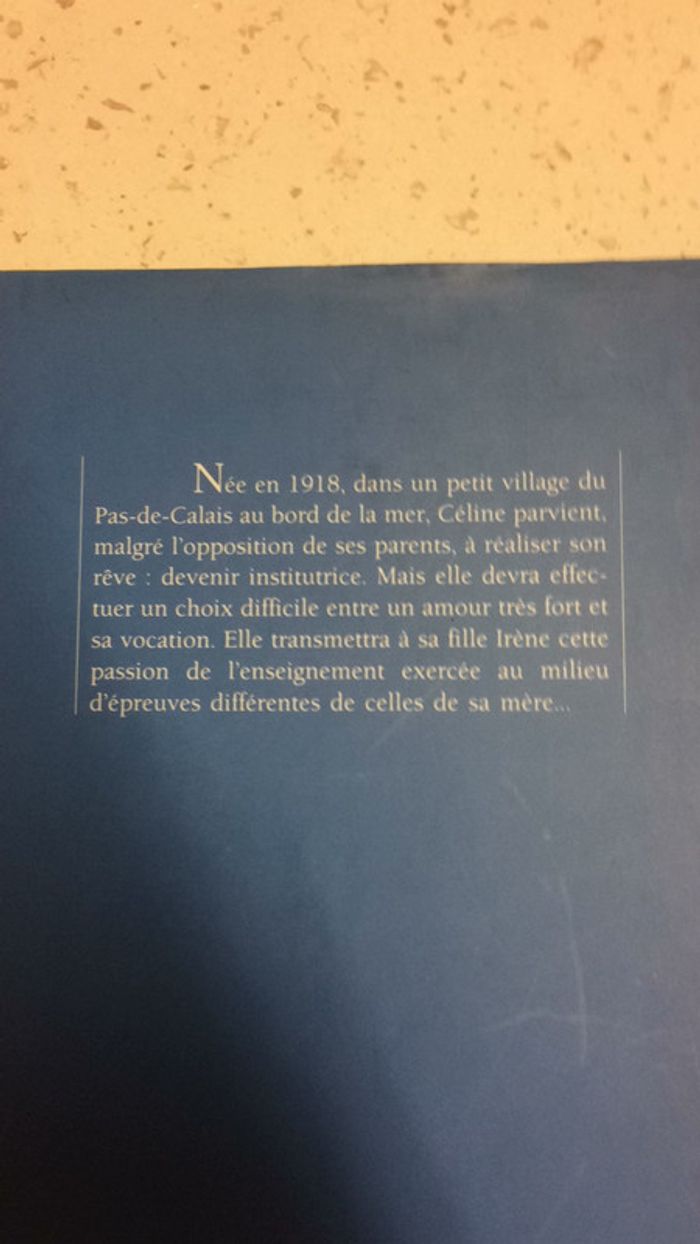 Née en 1918, dans un petit village du
Pas-de-Calais au bord de la mer, Céline parvient,
malgré l'opposition de ses parents, à réaliser son
rêve : devenir institutrice. Mais elle devra effec-
tuer un choix difficile entre un amour très fort et
sa vocation. Elle transmettra à sa fille Irène cette
passion de l'enseignement exercée au milieu
d'épreuves différentes de celles de sa mère...